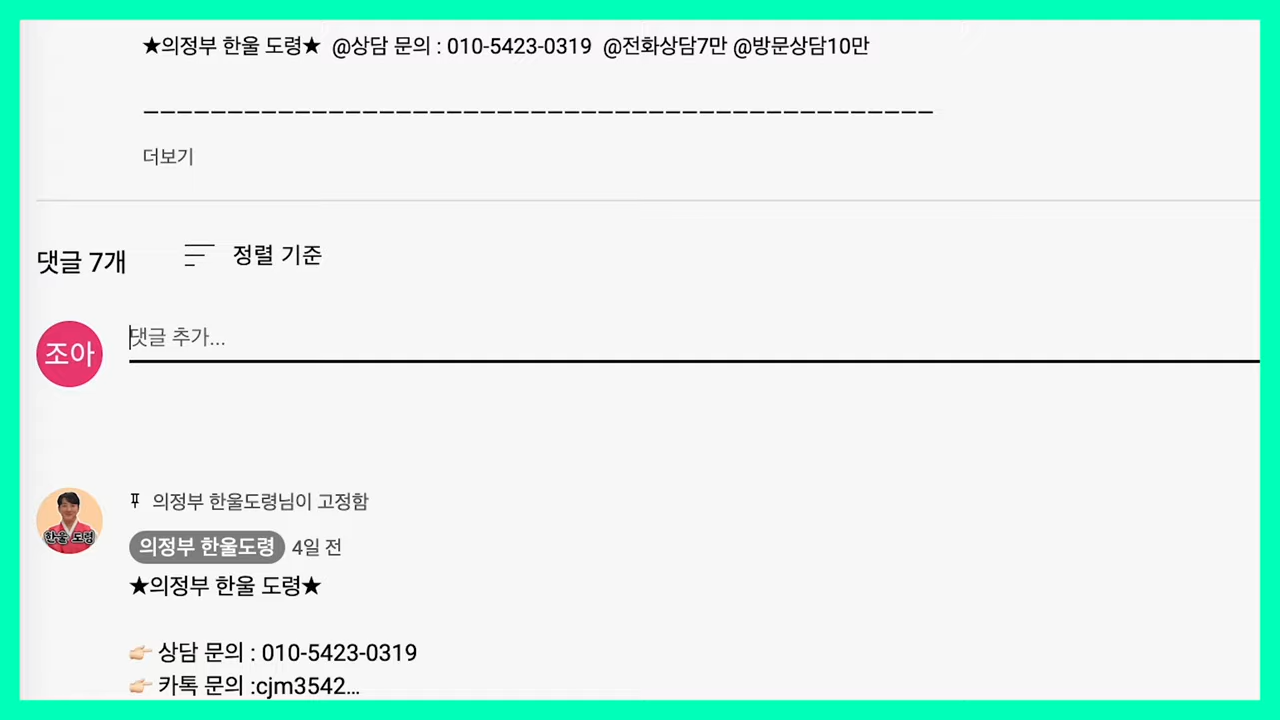 ★의정부 한울 도령★ @상담 문의 : 010-5423-0319 @전화상담7만 @방문상담10만
–––––––––––––––––––––––––––––––––––––––––––––––
더보기
댓글 7개
정렬 기준
조아
댓글 추가...
한울 도령
의정부 한울도령님이 고정함
의정부 한울도령 4일 전
★의정부 한울 도령★
👉🏻 상담 문의 : 010-5423-0319
👉🏻 카톡 문의 :cjm3542...